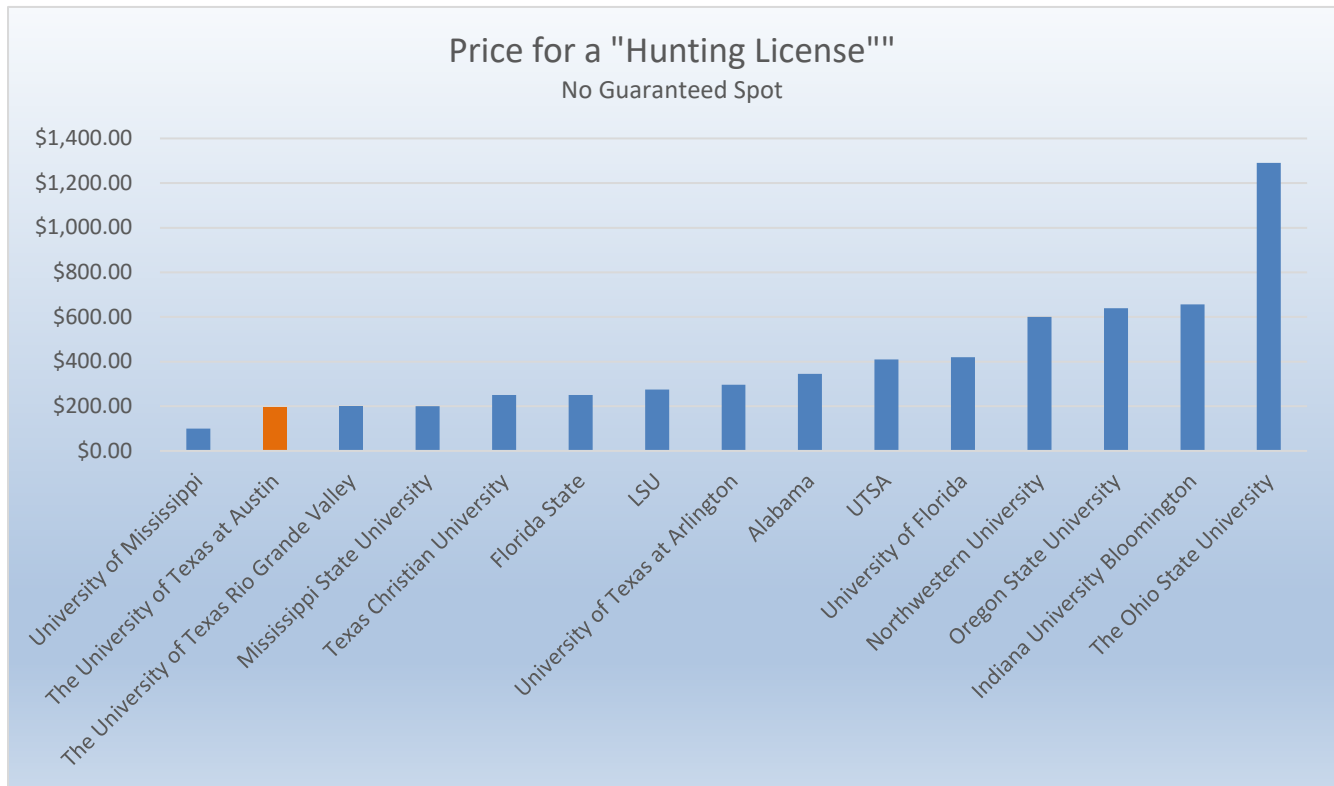 Price for a "Hunting License""
No Guaranteed Spot
$1,400.00
$1,200.00
$1,000.00
$800.00
$600.00
$400.00
$200.00
$0.00
University of Mississippi
The University of Texas at Austin
The University of Texas Rio Grande Valley
Mississippi State University
Texas Christian University
Florida State
LSU
University of Texas at Arlington
Alabama
UTSA
University of Florida
Northwestern University
Oregon State University
Indiana University Bloomington
The Ohio State University